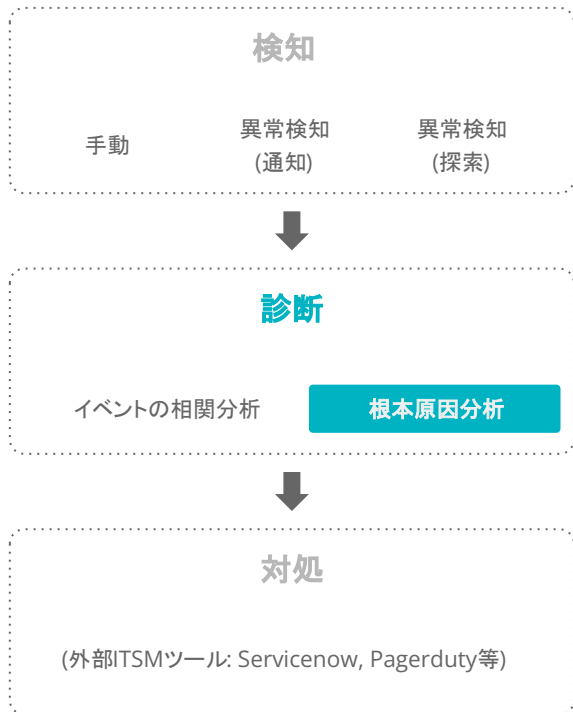 検知
手動
異常検知
(通知)
異常検知
(探索)
診断
イベントの相関分析
根本原因分析
対処
(外部ITSMツール: Servicenow, Pagerduty等)